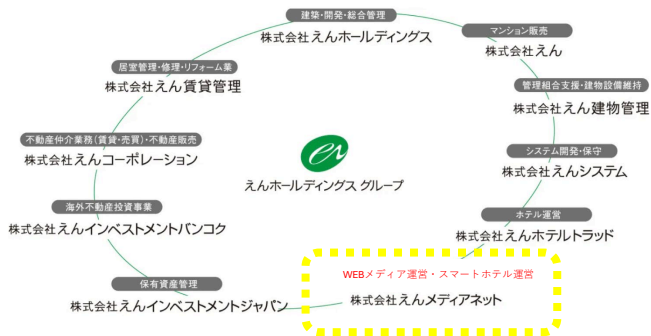 建築・開発・総合管理
株式会社えんホールディングス
マンション販売
株式会社えん
居室管理・修理・リフォーム業
株式会社えん賃貸管理
管理組合支援・建物設備維持
株式会社えん建物管理
不動産仲介業務(賃貸・売買)・不動産販売
株式会社えんコーポレーション
システム開発・保守
株式会社えんシステム
en
えんホールディングス グループ
海外不動産投資事業
株式会社えんインベストメントバンコク
ホテル運営
株式会社えんホテルトラッド
保有資産管理
株式会社えんインベストメントジャパン
WEBメディア運営・スマートホテル運営
株式会社えんメディアネット